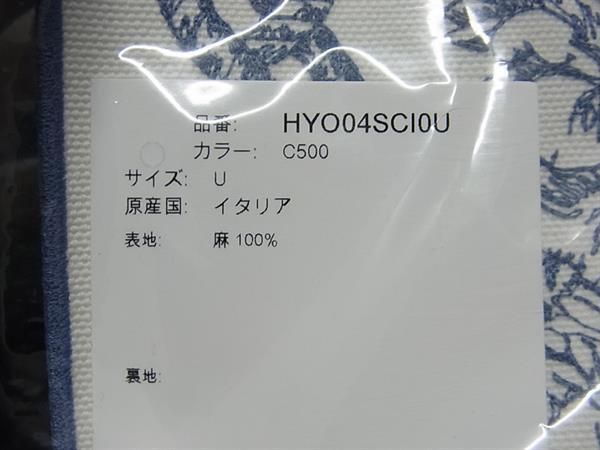 品番: HYO04SCI0U
カラー: C500
サイズ: U
原産国: イタリア
表地: 麻 100%
裏地: